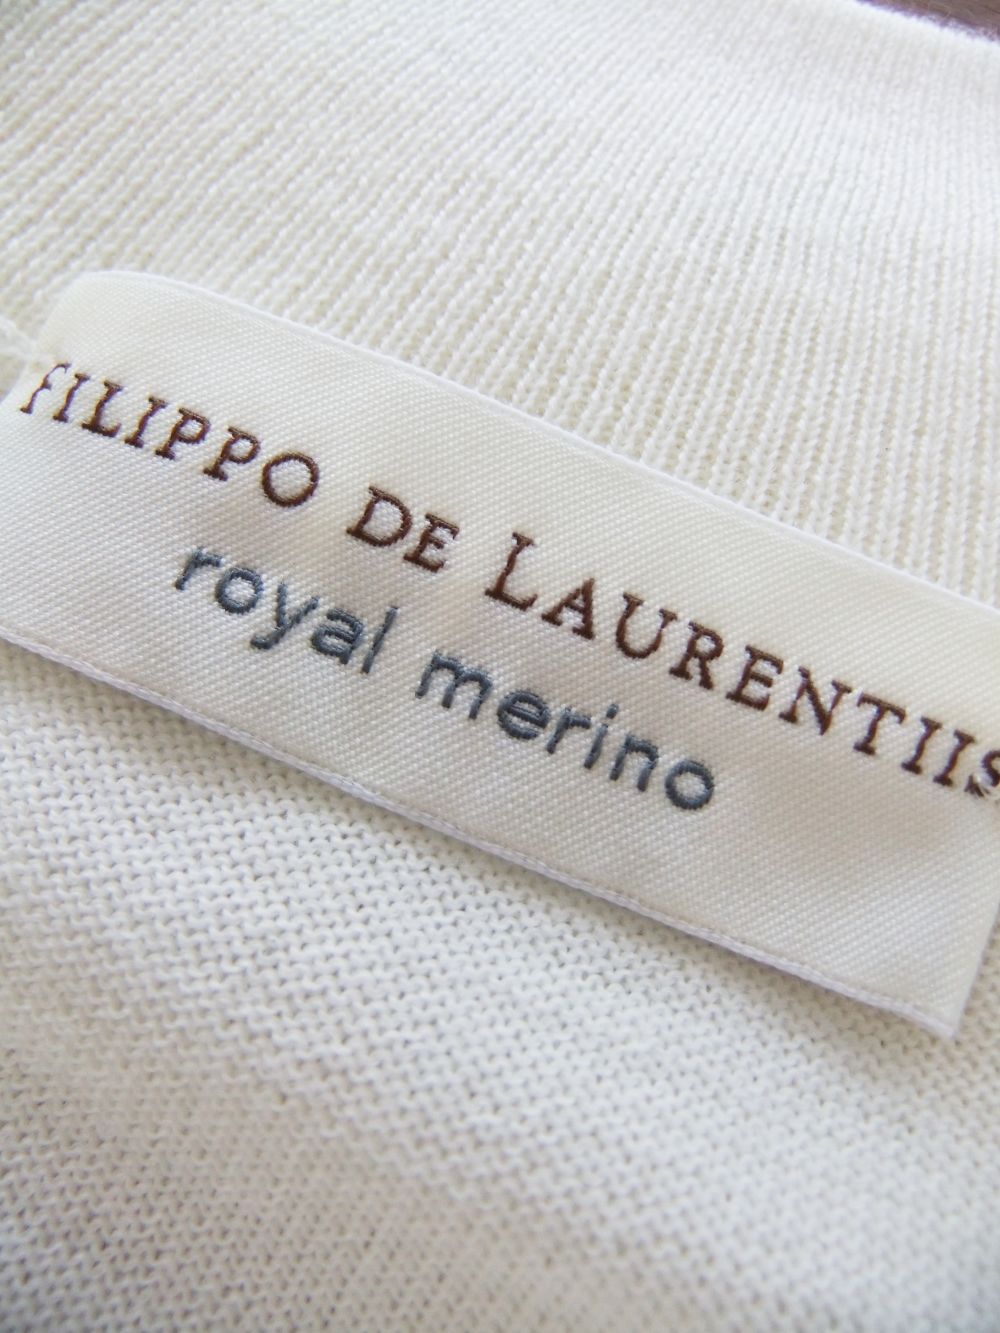 FILIPPO DE LAURENTIIS
royal merino